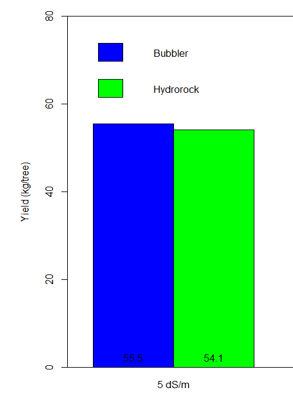 80
Bubbler
Hydrorock
60
Yield (kg/tree)
40
20
55.5
54.1
0
5 dS/m